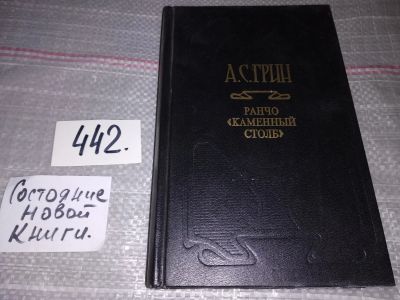 А.С.ГРИН
РАНЧО
«КАМЕННЫЙ
СТОЛБ»
442.
Состояние
новой
книги.